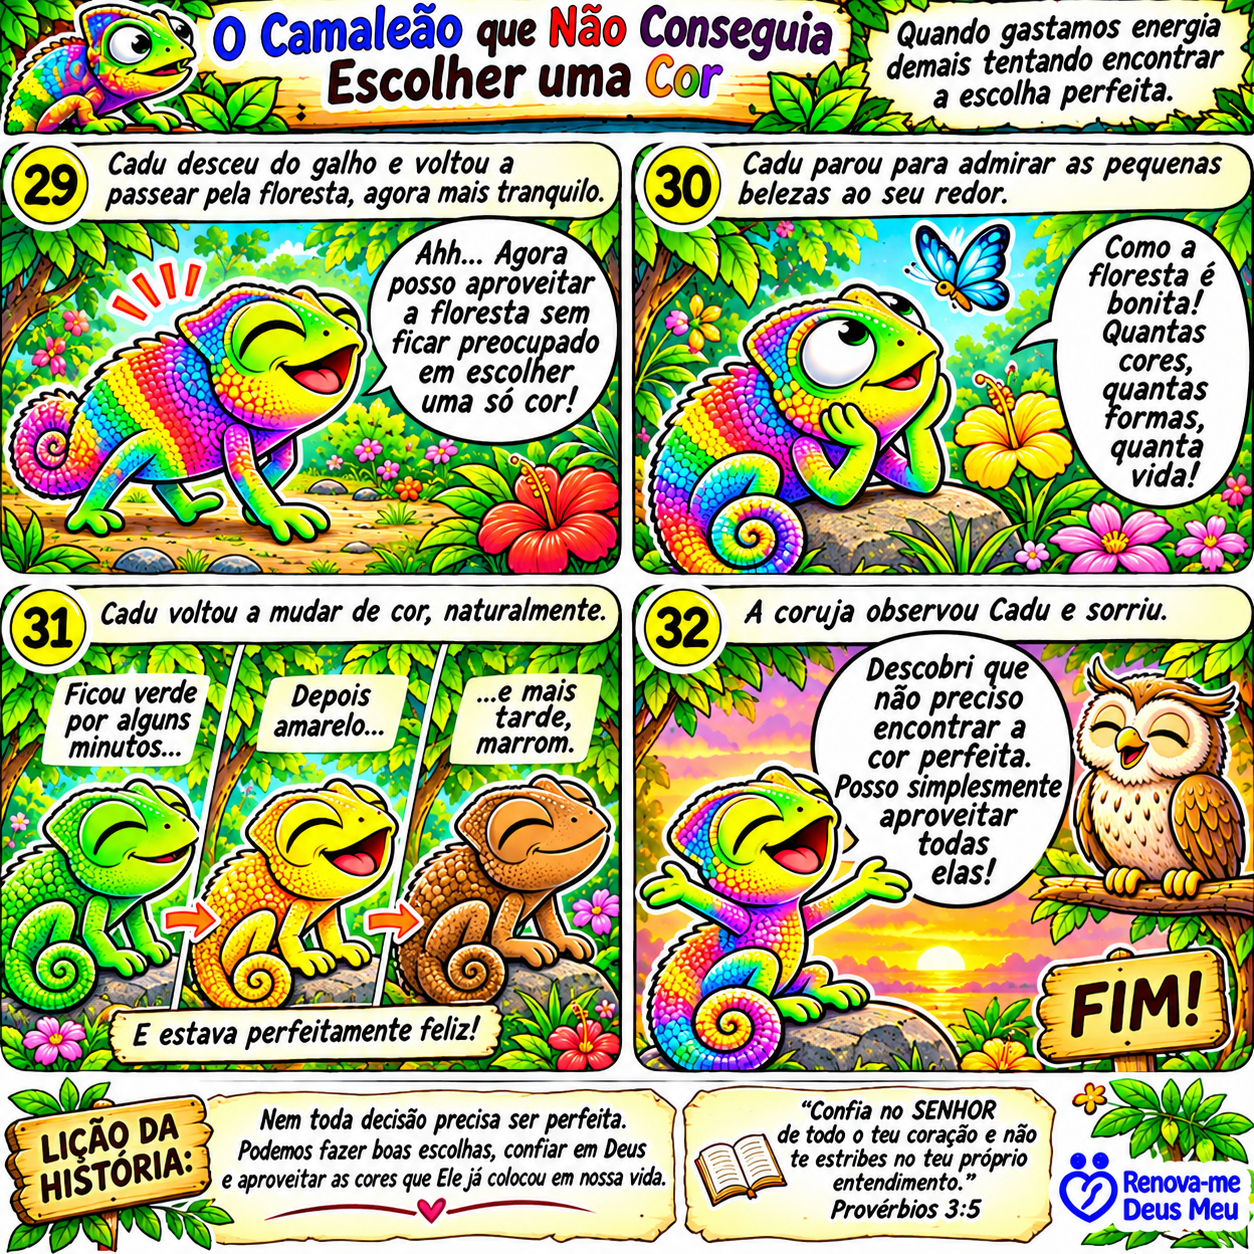 O Camaleão que Não Conseguia
Escolher uma Cor
Quando gastamos energia
demais tentando encontrar
a escolha perfeita.
29
Cadu desceu do galho e voltou a
passear pela floresta, agora mais tranquilo.
Ahh... Agora
posso aproveitar
a floresta sem
ficar preocupado
em escolher
uma só cor!
30
Cadu parou para admirar as pequenas
belezas ao seu redor.
Como a
floresta é
bonita!
Quantas
cores,
quantas
formas,
quanta
vida!
31
Cadu voltou a mudar de cor, naturalmente.
Ficou verde
por alguns
minutos...
Depois
amarelo...
...e mais
tarde,
marrom.
E estava perfeitamente feliz!
32
A coruja observou Cadu e sorriu.
Descobri que
não preciso
encontrar a
cor perfeita.
Posso simplesmente
aproveitar
todas
elas!
FIM!
LIÇÃO DA
HISTÓRIA:
Nem toda decisão precisa ser perfeita.
Podemos fazer boas escolhas, confiar em Deus
e aproveitar as cores que Ele já colocou em nossa vida.
“Confia no SENHOR
de todo o teu coração e não
te estribes no teu próprio
entendimento.”
Provérbios 3:5
Renova-me
Deus Meu